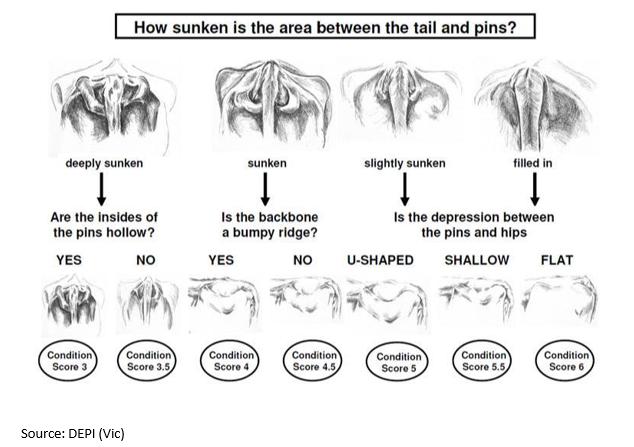 How sunken is the area between the tail and pins?
deeply sunken
sunken
slightly sunken
filled in
Are the insides of
the pins hollow?
Is the backbone
a bumpy ridge?
Is the depression between
the pins and hips
YES
NO
YES
NO
U-SHAPED
SHALLOW
FLAT
Condition
Score 3
Condition
Score 3.5
Condition
Score 4
Condition
Score 4.5
Condition
Score 5
Condition
Score 5.5
Condition
Score 6
Source: DEPI (Vic)